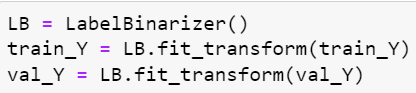 LB = LabelBinarizer()
train_Y = LB.fit_transform(train_Y)
val_Y = LB.fit_transform(val_Y)